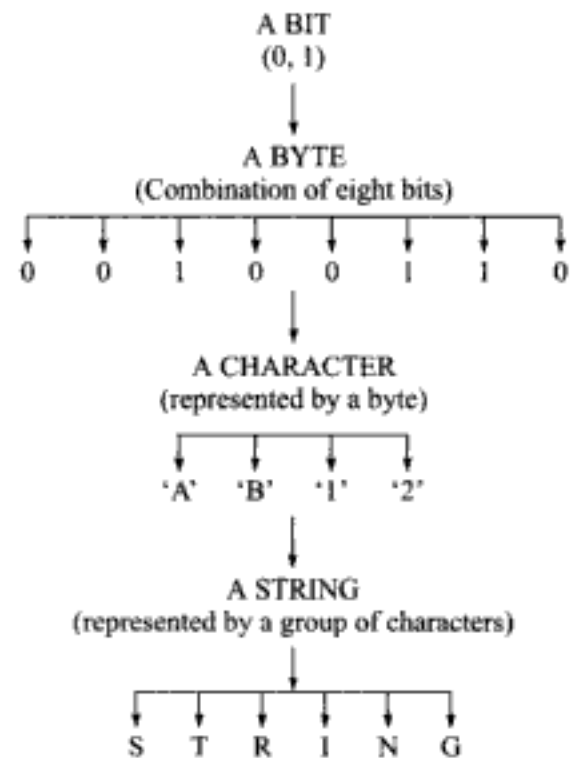 A BIT
(0, 1)
A BYTE
(Combination of eight bits)
0 0 1 0 0 1 1 0
A CHARACTER
(represented by a byte)
‘A’ ‘B’ ‘1’ ‘2’
A STRING
(represented by a group of characters)
S T R I N G